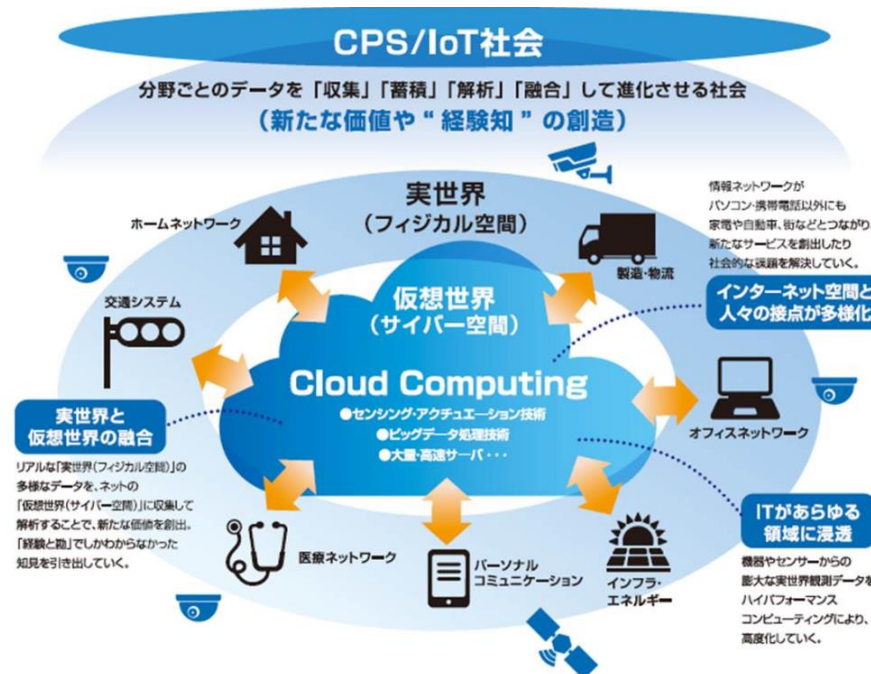 CPS/IoT社会
分野ごとのデータを「収集」「蓄積」「解析」「融合」して進化させる社会
（新たな価値や“経験知”の創造）
実世界
（フィジカル空間）
ホームネットワーク
製造・物流
情報ネットワークが
パソコン・携帯電話以外にも
家電や自動車、街などとつながり、
新たなサービスを創出したり
社会的な課題を解決していく。
インターネット空間と
人々の接点が多様化
交通システム
仮想世界
（サイバー空間）
Cloud Computing
●センシング・アクチュエーション技術
●ビッグデータ処理技術
●大量・高速サーバ・・・
オフィスネットワーク
実世界と
仮想世界の融合
リアルな「実世界(フィジカル空間)」の
多様なデータを、ネットの
「仮想世界(サイバー空間)」に収集して
解析することで、新たな価値を創出。
「経験と勘」でしかわからなかった
知見を引き出していく。
医療ネットワーク
パーソナル
コミュニケーション
インフラ・
エネルギー
ITがあらゆる
領域に浸透
機器やセンサーからの
膨大な実世界観測データを
ハイパフォーマンス
コンピューティングにより、
高度化していく。